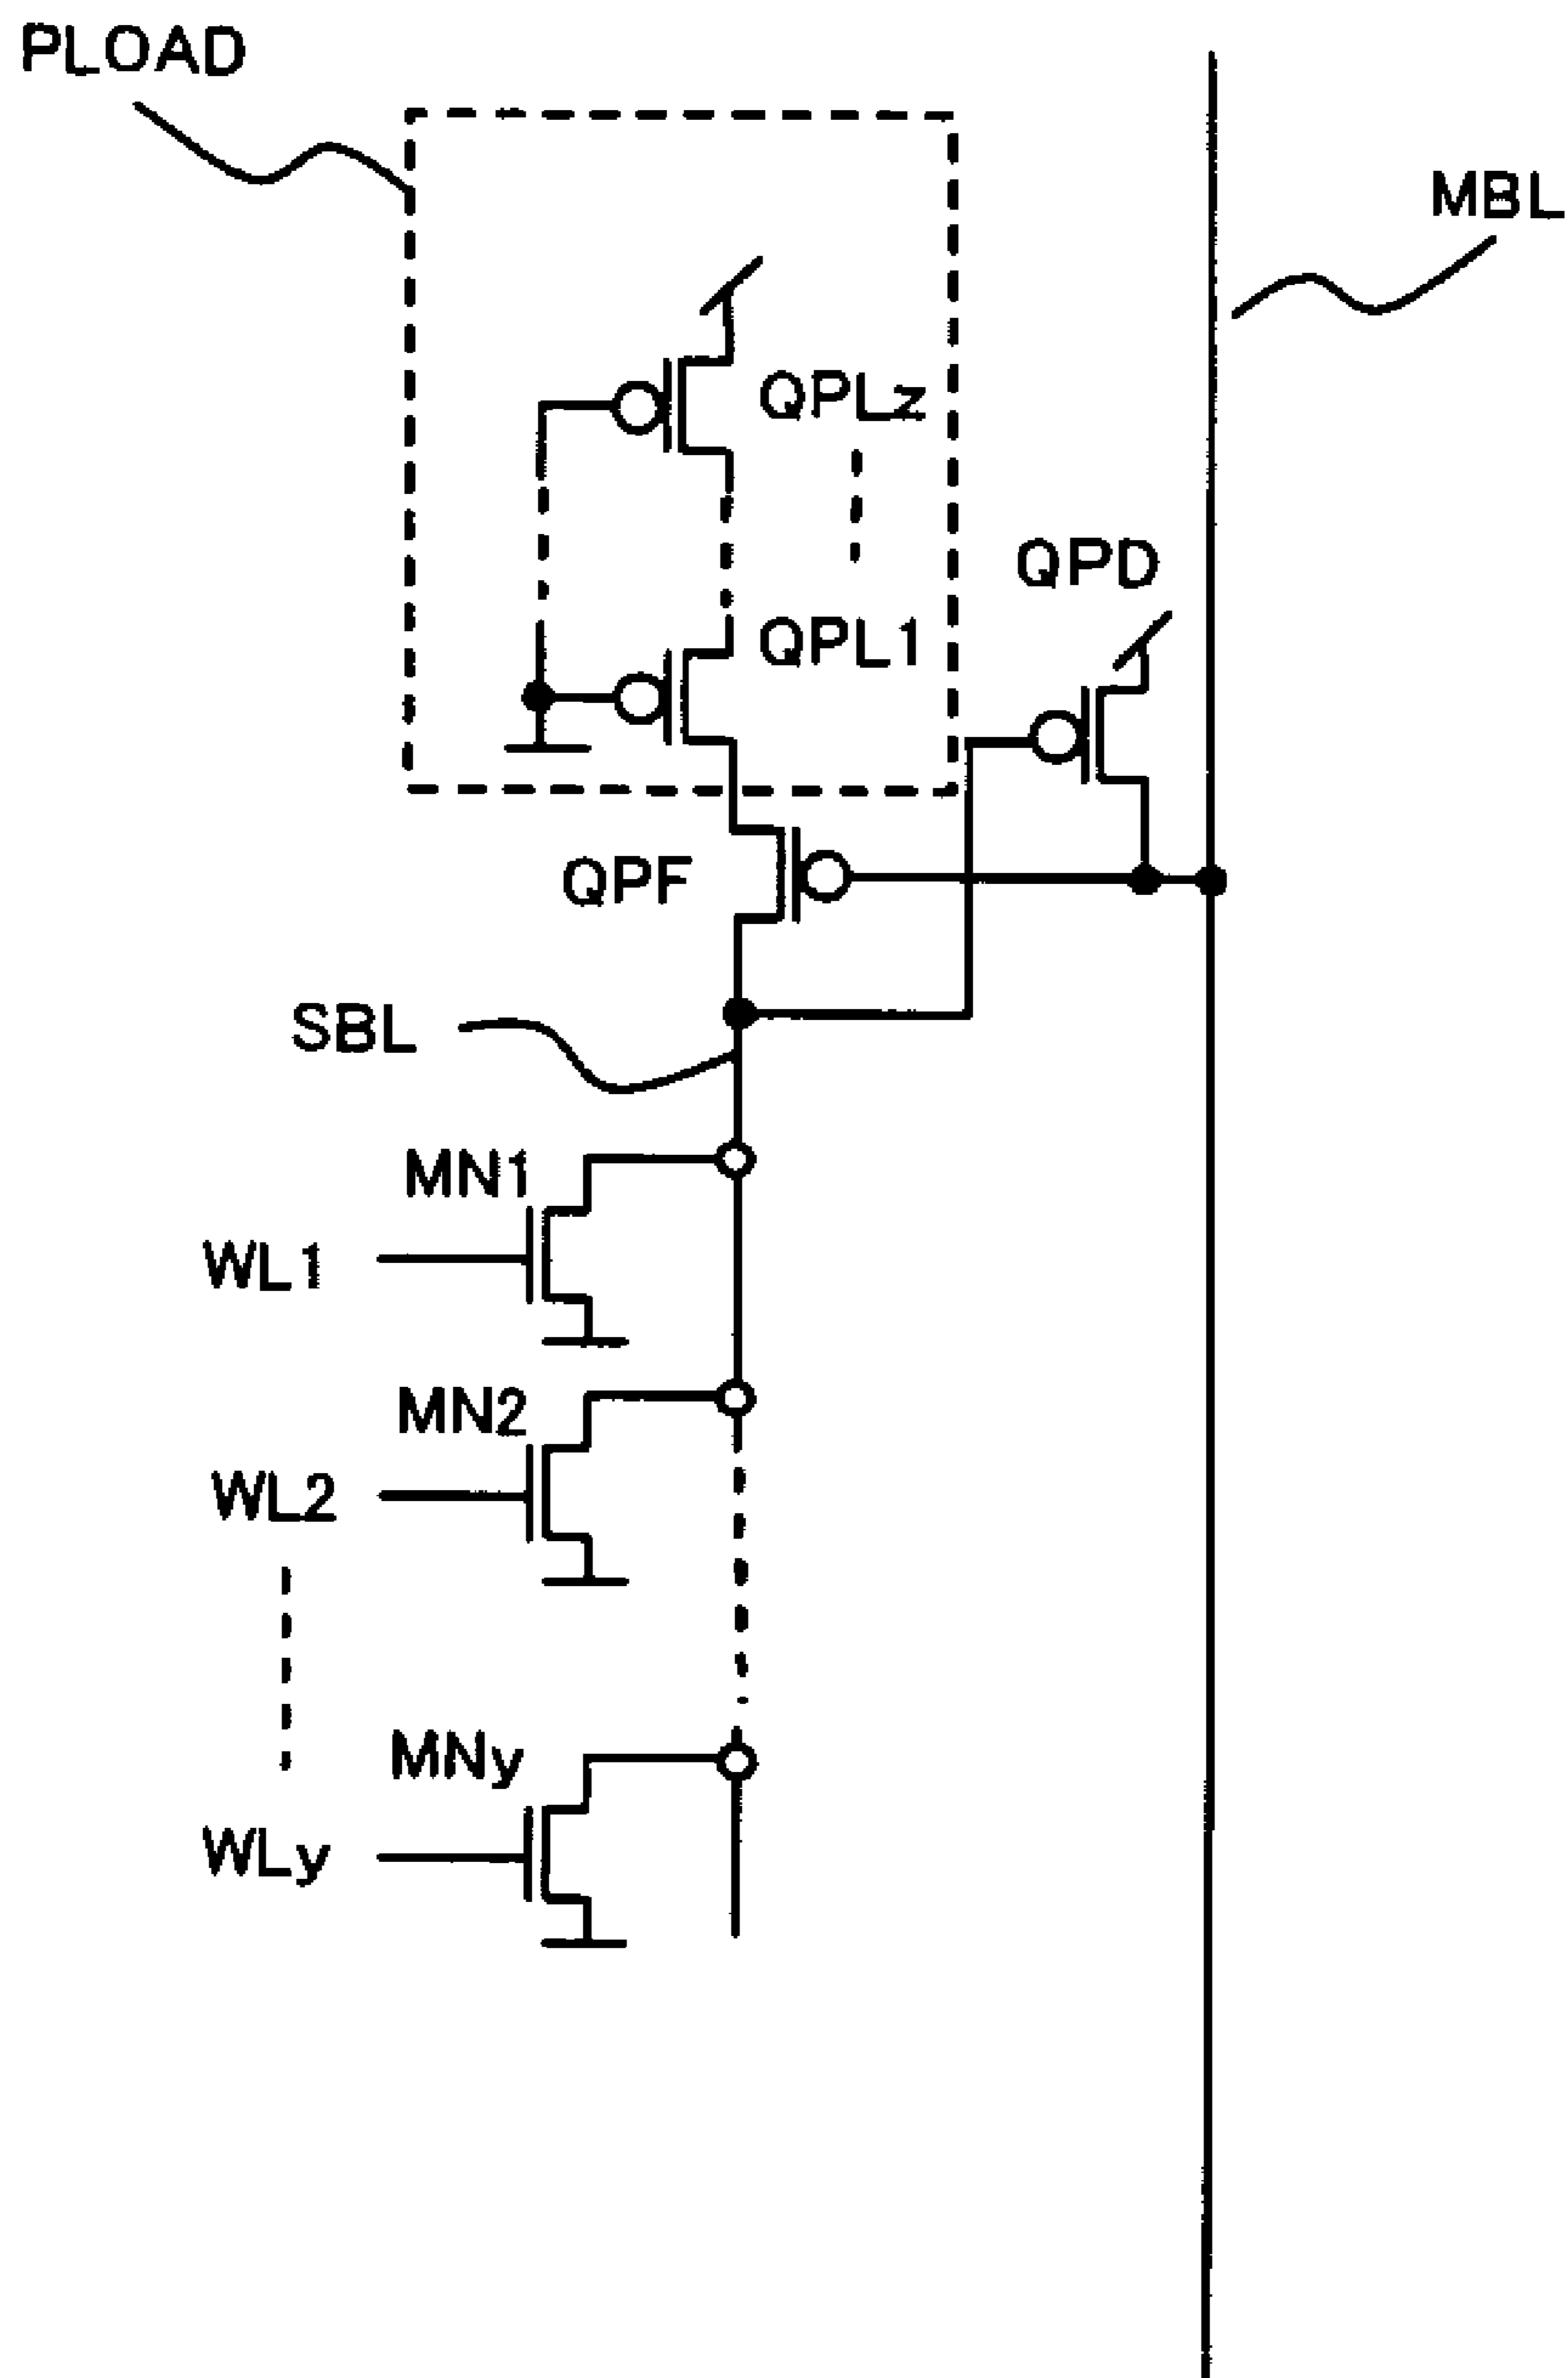 PLOAD
MBL
QPLz
QPD
QPL1
QPF
SBL
MN1
WL1
MN2
WL2
MNy
WLy